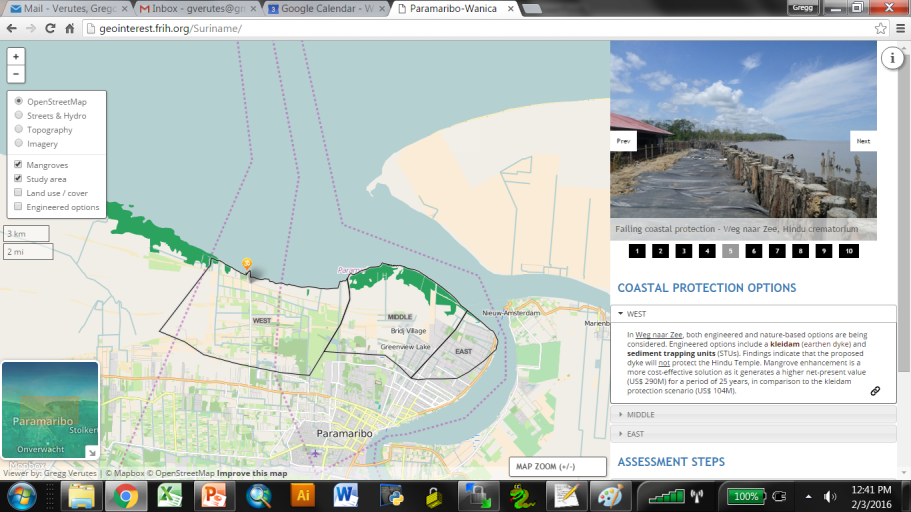 Mail - Verutes, Grego
Inbox - gverutes@gm
Google Calendar - W
Paramaribo-Wanica
Gregg
geointerest.frih.org/Suriname/
+
−
OpenStreetMap
Streets & Hydro
Topography
Imagery
Mangroves
Study area
Land use / cover
Engineered options
3 km
2 mi
WEST
MIDDLE
Bridj Village
Greenview Lake
EAST
Nieuw-Amsterdam
Marienb
Paramaribo
Paramaribo
Stolken
Onverwacht
MAP ZOOM (+/-)
Viewer by: Gregg Verutes | © Mapbox © OpenStreetMap Improve this map
i
Prev
Next
Failing coastal protection - Weg naar Zee, Hindu crematorium
1 2 3 4 5 6 7 8 9 10
COASTAL PROTECTION OPTIONS
WEST
In Weg naar Zee, both engineered and nature-based options are being
considered. Engineered options include a kleidam (earthen dyke) and
sediment trapping units (STUs). Findings indicate that the proposed
dyke will not protect the Hindu Temple. Mangrove enhancement is a
more cost-effective solution as it generates a higher net-present value
(US$ 290M) for a period of 25 years, in comparison to the kleidam
protection scenario (US$ 104M).
MIDDLE
EAST
ASSESSMENT STEPS
100%
12:41 PM
2/3/2016